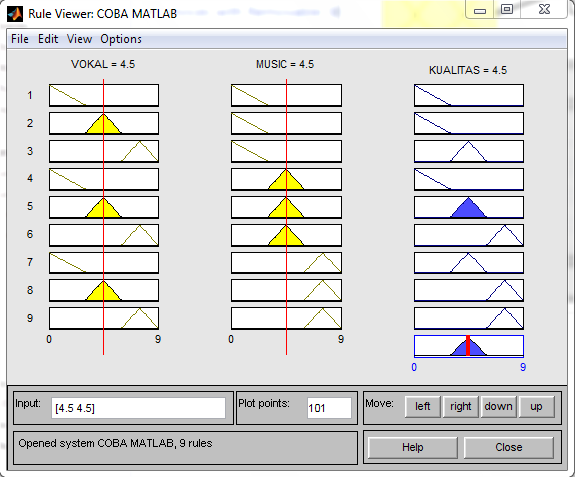 Rule Viewer: COBA MATLAB
File Edit View Options
VOKAL = 4.5 MUSIC = 4.5 KUALITAS = 4.5
1
2
3
4
5
6
7
8
9
0 9 0 9
0 9
Input: [4.5 4.5] Plot points: 101 Move: left right down up
Opened system COBA MATLAB, 9 rules Help Close